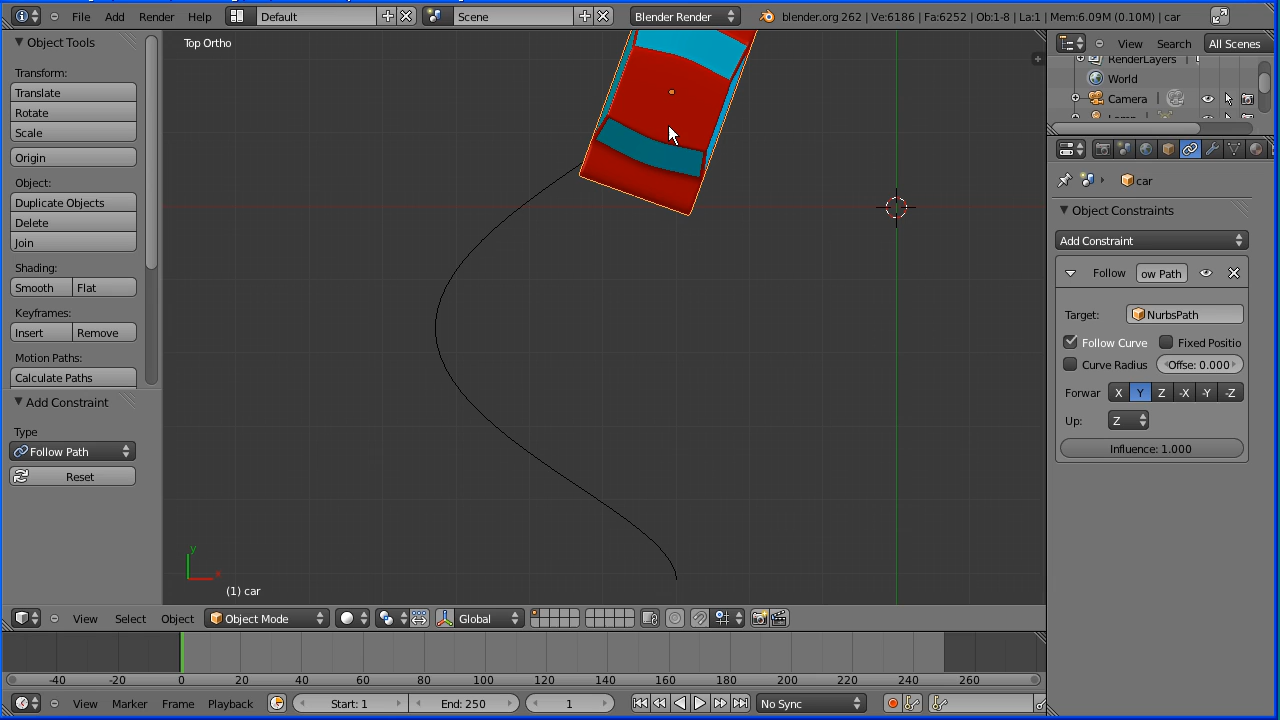 File Add Render Help Default Scene Blender Render blender.org 262 | Ve:6186 | Fa:6252 | Ob:1-8 | La:1 | Mem:6.09M (0.10M) | car
Object Tools
Transform:
Translate
Rotate
Scale
Origin
Object:
Duplicate Objects
Delete
Join
Shading:
Smooth Flat
Keyframes:
Insert Remove
Motion Paths:
Calculate Paths
Add Constraint
Type
Follow Path
Reset
Top Ortho
y
x
(1) car
View Search All Scenes
RenderLayers
World
Camera
car
Object Constraints
Add Constraint
Follow ow Path
Target: NurbsPath
Follow Curve Fixed Positio
Curve Radius Offse: 0.000
Forwar X Y Z -X -Y -Z
Up: Z
Influence: 1.000
View Select Object Object Mode Global
-40 -20 0 20 40 60 80 100 120 140 160 180 200 220 240 260
View Marker Frame Playback Start: 1 End: 250 1 No Sync